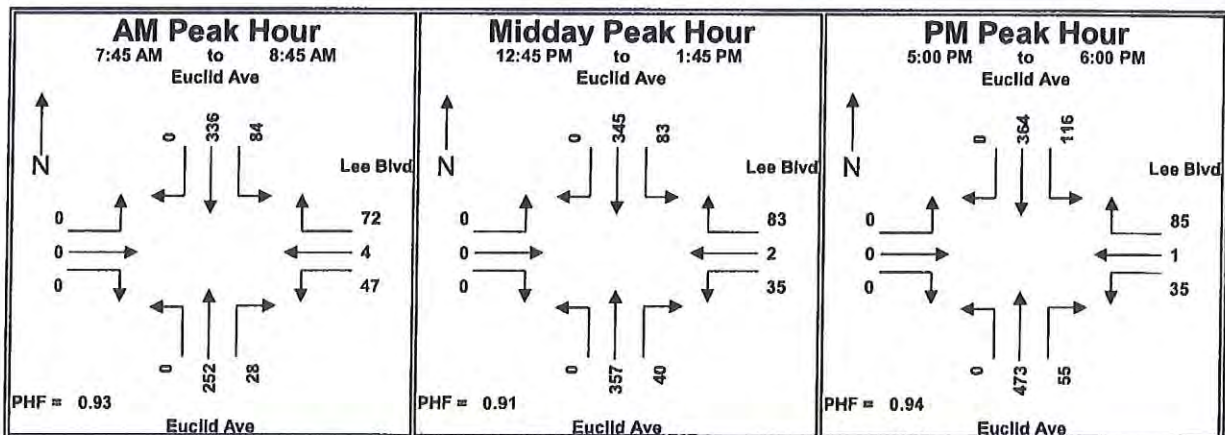 AM Peak Hour
7:45 AM to 8:45 AM
Euclid Ave
0 336 84
N
Lee Blvd
0 72
0 4
0 47
0 252 28
PHF = 0.93
Euclid Ave
Midday Peak Hour
12:45 PM to 1:45 PM
Euclid Ave
0 345 83
N
Lee Blvd
0 83
0 2
0 35
0 357 40
PHF = 0.91
Euclid Ave
PM Peak Hour
5:00 PM to 6:00 PM
Euclid Ave
0 364 116
N
Lee Blvd
0 85
0 1
0 35
0 473 55
PHF = 0.94
Euclid Ave